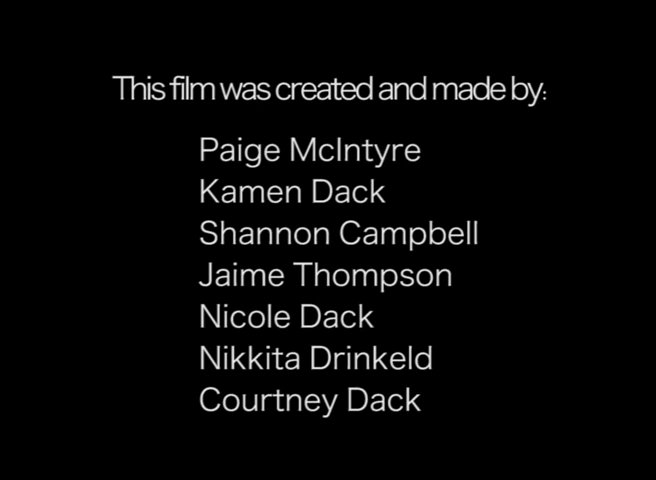 This film was created and made by:
Paige McIntyre
Kamen Dack
Shannon Campbell
Jaime Thompson
Nicole Dack
Nikkita Drinkeld
Courtney Dack